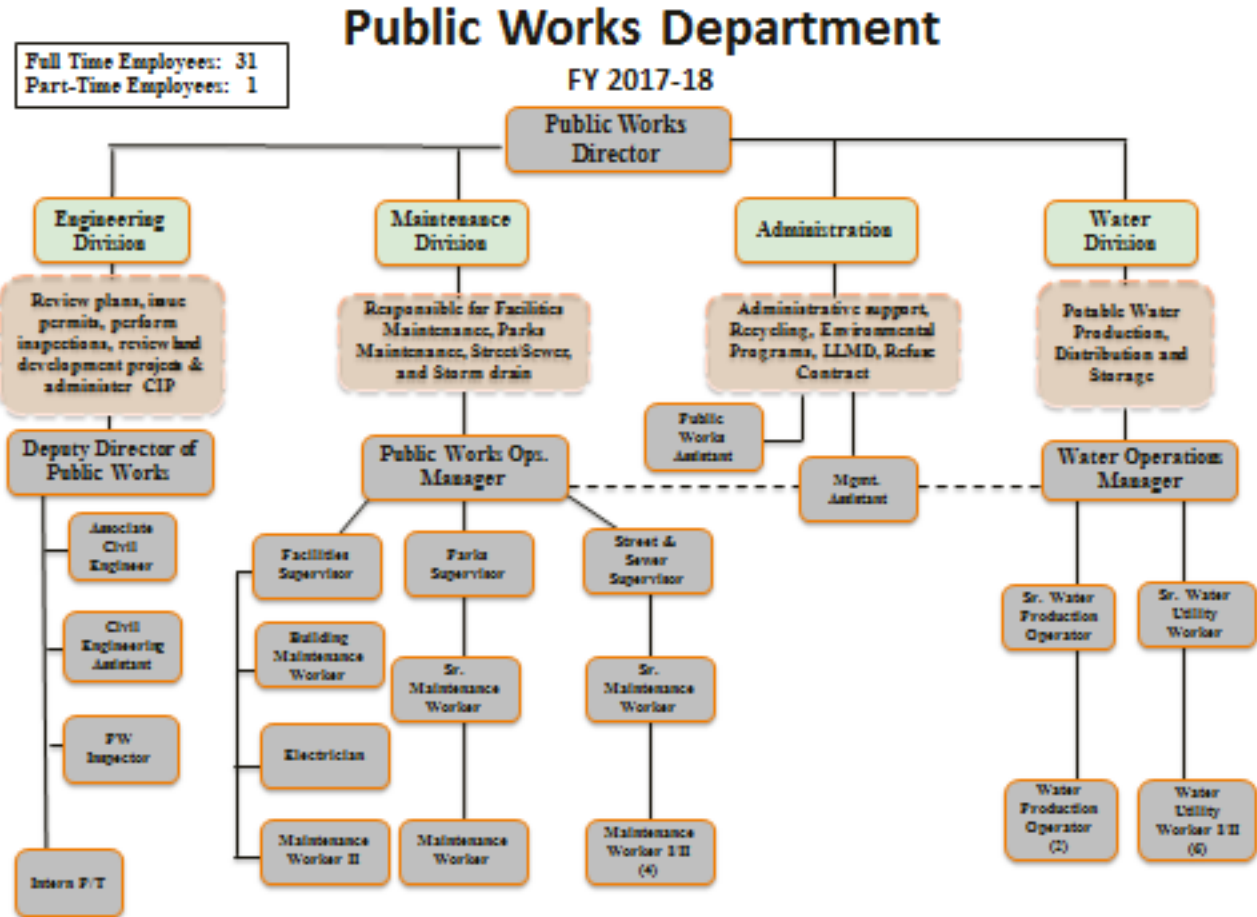 Public Works Department
FY 2017-18
Full Time Employees: 31
Part-Time Employees: 1
Public Works
Director
Engineering
Division
Maintenance
Division
Administration
Water
Division
Review plans, issue
permits, perform
inspections, review land
development projects &
administer CIP
Responsible for Facilities
Maintenance, Parks
Maintenance, Street/Sewer,
and Storm drain
Administrative support,
Recycling, Environmental
Programs, LLMD, Refuse
Contract
Potable Water
Production,
Distribution and
Storage
Deputy Director of
Public Works
Public Works Ops.
Manager
Public
Works
Assistant
Mgmt.
Assistant
Water Operations
Manager
Associate
Civil
Engineer
Civil
Engineering
Assistant
PW
Inspector
Intern P/T
Facilities
Supervisor
Building
Maintenance
Worker
Electrician
Maintenance
Worker II
Parks
Supervisor
Sr.
Maintenance
Worker
Maintenance
Worker
Street &
Sewer
Supervisor
Sr.
Maintenance
Worker
Maintenance
Worker I/II
(4)
Sr. Water
Production
Operator
Water
Production
Operator
(2)
Sr. Water
Utility
Worker
Water
Utility
Worker I/II
(6)